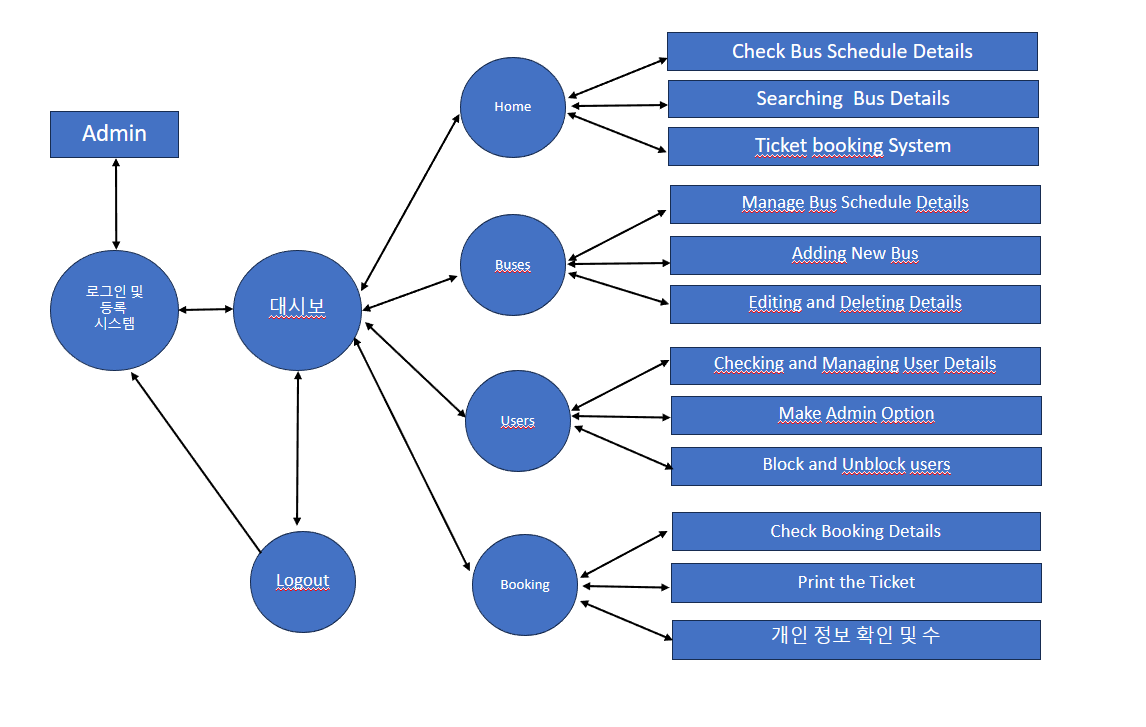 Admin
로그인 및
등록
시스템
대시보
Logout
Home
Check Bus Schedule Details
Searching  Bus Details
Ticket booking System
Buses
Manage Bus Schedule Details
Adding New Bus
Editing and Deleting Details
Users
Checking and Managing User Details
Make Admin Option
Block and Unblock users
Booking
Check Booking Details
Print the Ticket
개인 정보 확인 및 수